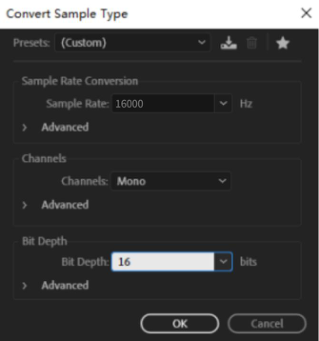 Convert Sample Type
Presets: (Custom)
Sample Rate Conversion
Sample Rate: 16000 Hz
Advanced
Channels
Channels: Mono
Advanced
Bit Depth
Bit Depth: 16 bits
Advanced
OK Cancel